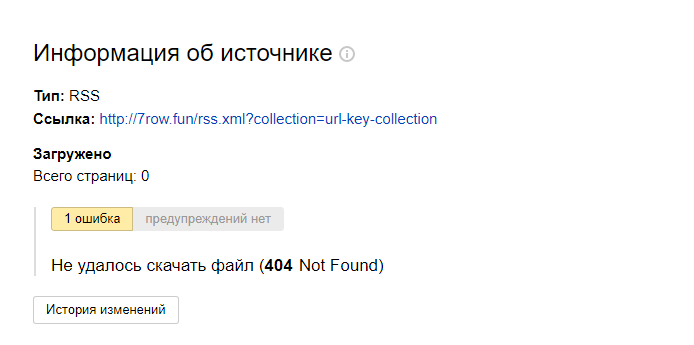 Информация об источнике
Тип: RSS
Ссылка: http://7row.fun/rss.xml?collection=url-key-collection
Загружено
Всего страниц: 0
1 ошибка предупреждений нет
Не удалось скачать файл (404 Not Found)
История изменений